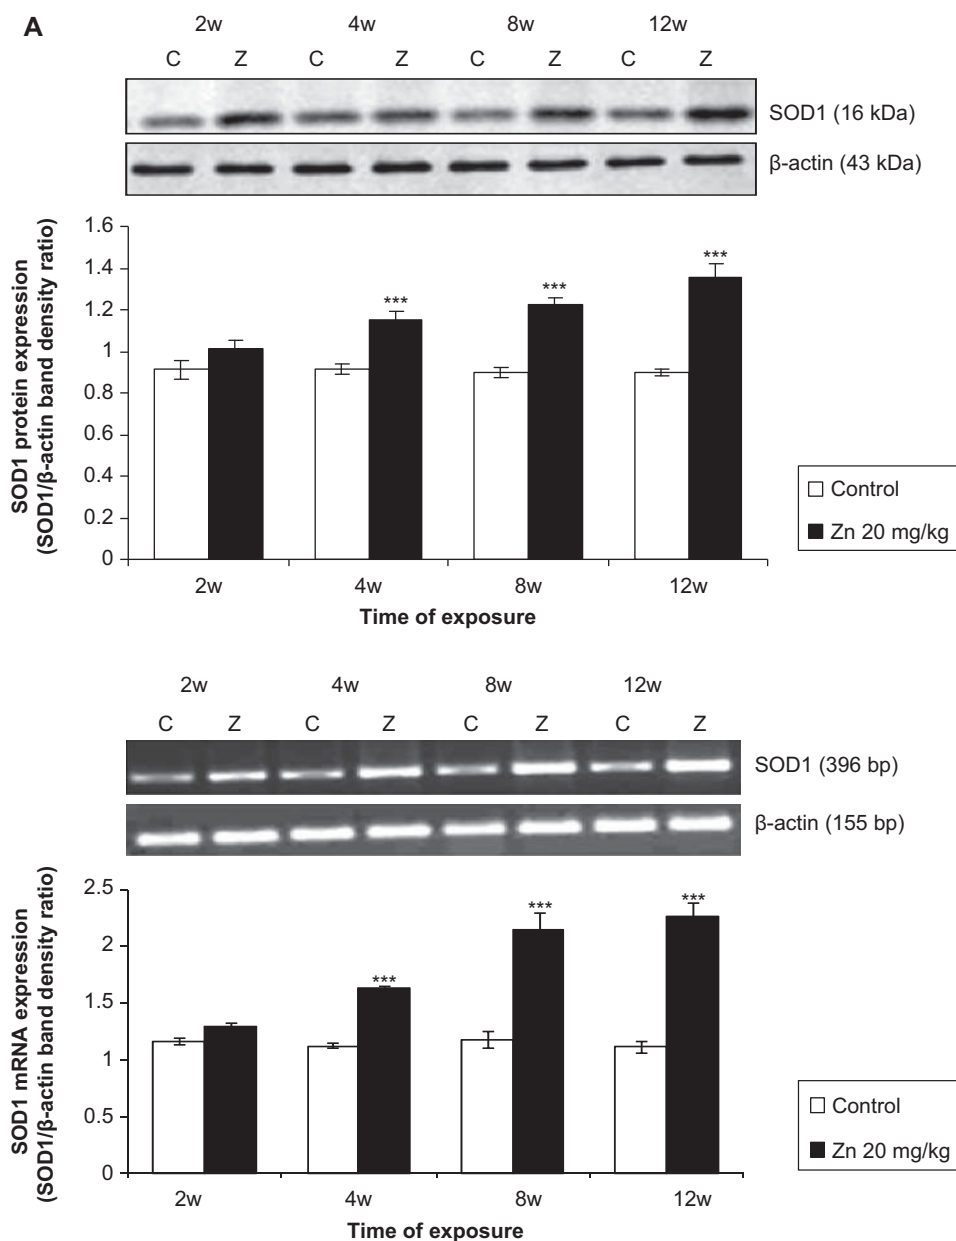 A
2w 4w 8w 12w
C Z C Z C Z C Z
SOD1 (16 kDa)
β-actin (43 kDa)
SOD1 protein expression
(SOD1/β-actin band density ratio)
1.6
1.4
1.2
1
0.8
0.6
0.4
0.2
0
***
***
***
2w 4w 8w 12w
Time of exposure
Control
Zn 20 mg/kg
2w 4w 8w 12w
C Z C Z C Z C Z
SOD1 (396 bp)
β-actin (155 bp)
SOD1 mRNA expression
(SOD1/β-actin band density ratio)
2.5
2
1.5
1
0.5
0
***
***
***
2w 4w 8w 12w
Time of exposure
Control
Zn 20 mg/kg